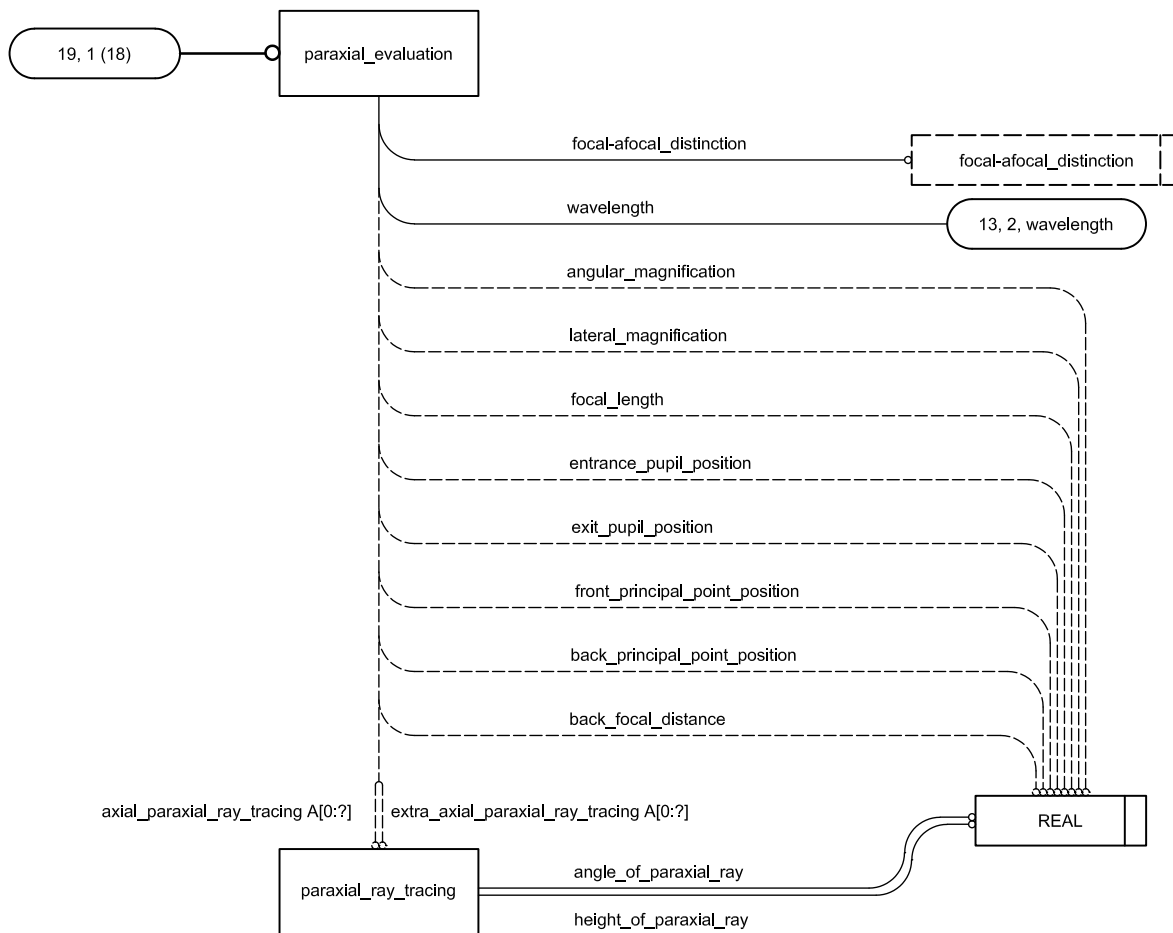 19, 1 (18)
paraxial_evaluation
focal-afocal_distinction
focal-afocal_distinction
wavelength
13, 2, wavelength
angular_magnification
lateral_magnification
focal_length
entrance_pupil_position
exit_pupil_position
front_principal_point_position
back_principal_point_position
back_focal_distance
axial_paraxial_ray_tracing A[0:?]
extra_axial_paraxial_ray_tracing A[0:?]
REAL
angle_of_paraxial_ray
paraxial_ray_tracing
height_of_paraxial_ray